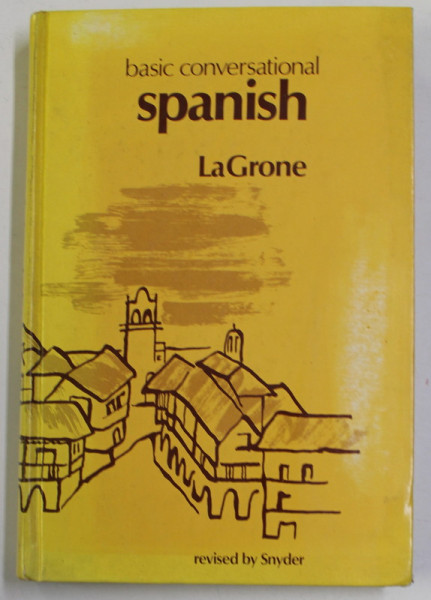 basic conversational
spanish
LaGrone
revised by Snyder